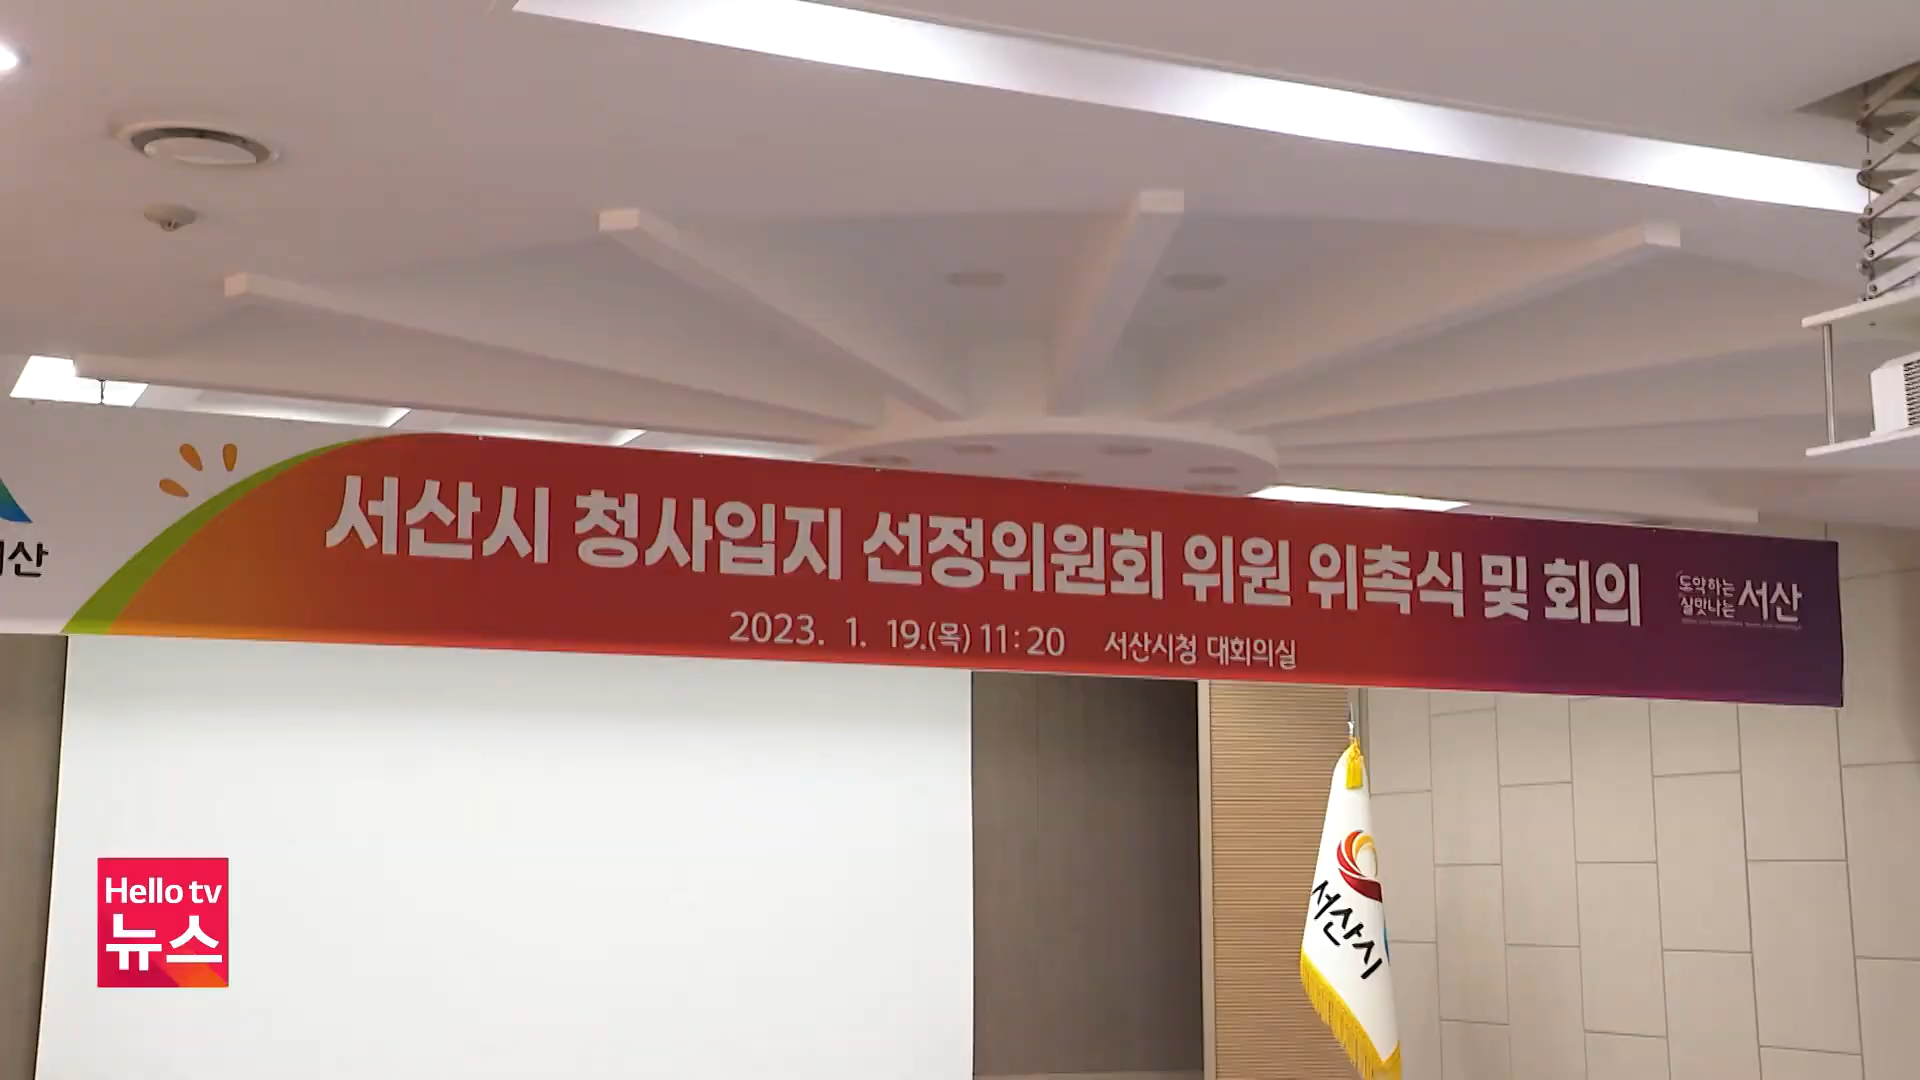 서산시 청사입지 선정위원회 위원 위촉식 및 회의
2023. 1. 19.(목) 11:20 서산시청 대회의실
도약하는
살맛나는 서산
서산시
Hello tv
뉴스